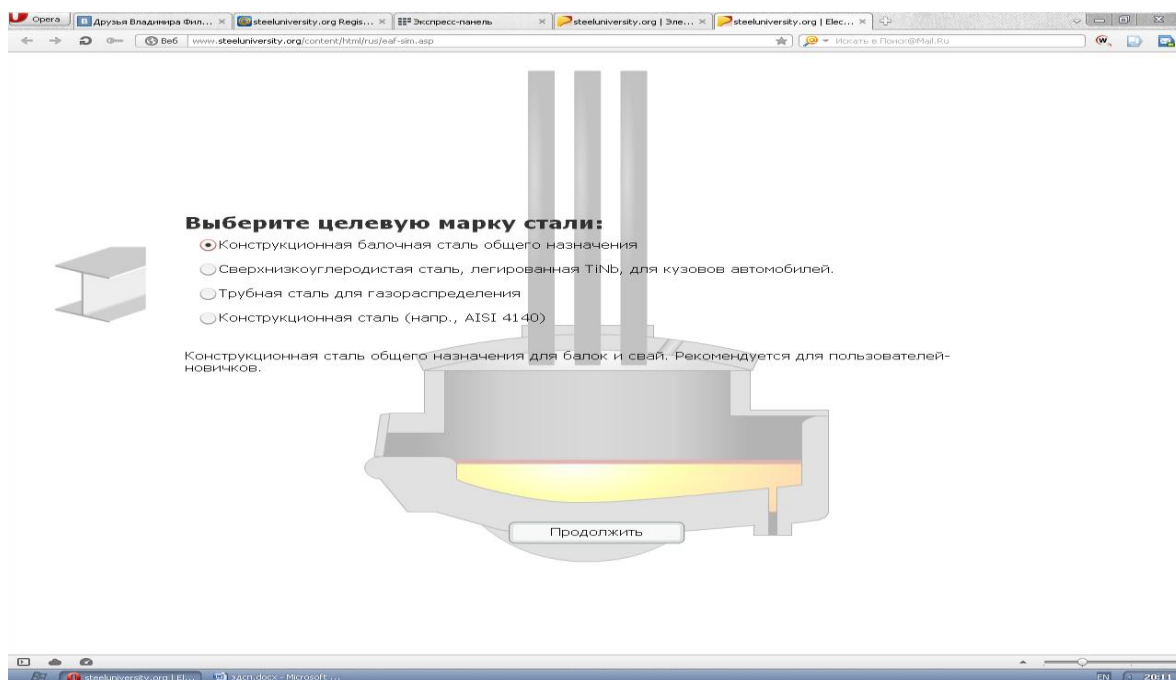 Opera
Друзья Владимира Фил...
steeluniversity.org Regis...
Экспресс-панель
steeluniversity.org | Эле...
steeluniversity.org | Elec...
Веб
www.steeluniversity.org/content/html/rus/eaf-sim.asp
Искать в Поиск@Mail.Ru
Выберите целевую марку стали:
Конструкционная балочная сталь общего назначения
Сверхнизкоуглеродистая сталь, легированная TiNb, для кузовов автомобилей.
Трубная сталь для газораспределения
Конструкционная сталь (напр., AISI 4140)
Конструкционная сталь общего назначения для балок и свай. Рекомендуется для пользователей-
новичков.
Продолжить
steeluniversity.org | El...
эдсп.docx - Microsoft ...
EN
20:11